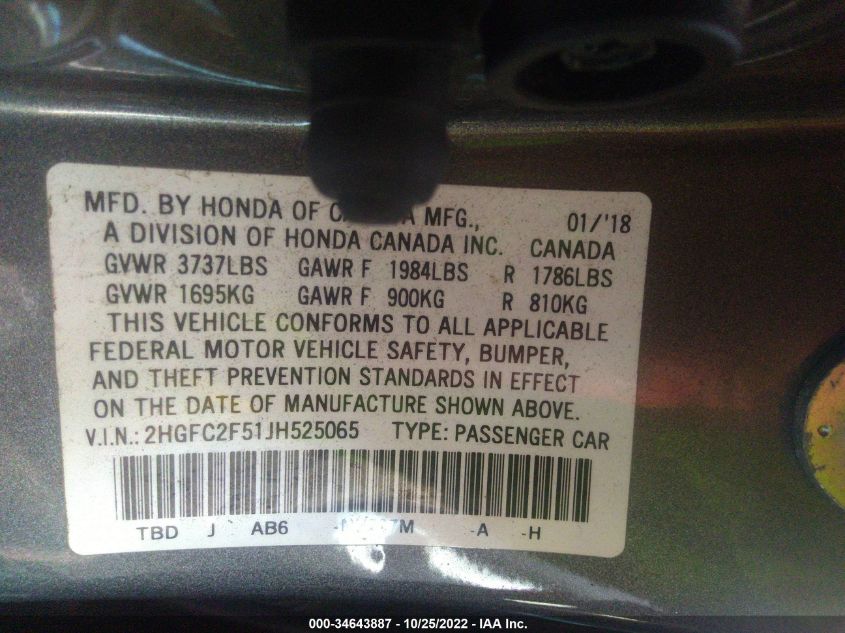 MFD. BY HONDA OF MFG., 01/'18
A DIVISION OF HONDA CANADA INC. CANADA
GVWR 3737LBS GAWR F 1984LBS R 1786LBS
GVWR 1695KG GAWR F 900KG R 810KG
THIS VEHICLE CONFORMS TO ALL APPLICABLE
FEDERAL MOTOR VEHICLE SAFETY, BUMPER,
AND THEFT PREVENTION STANDARDS IN EFFECT
ON THE DATE OF MANUFACTURE SHOWN ABOVE.
V.I.N.: 2HGFC2F51JH525065 TYPE: PASSENGER CAR
TBD J AB6 -A -H
000-34643887 - 10/25/2022 - IAA Inc.